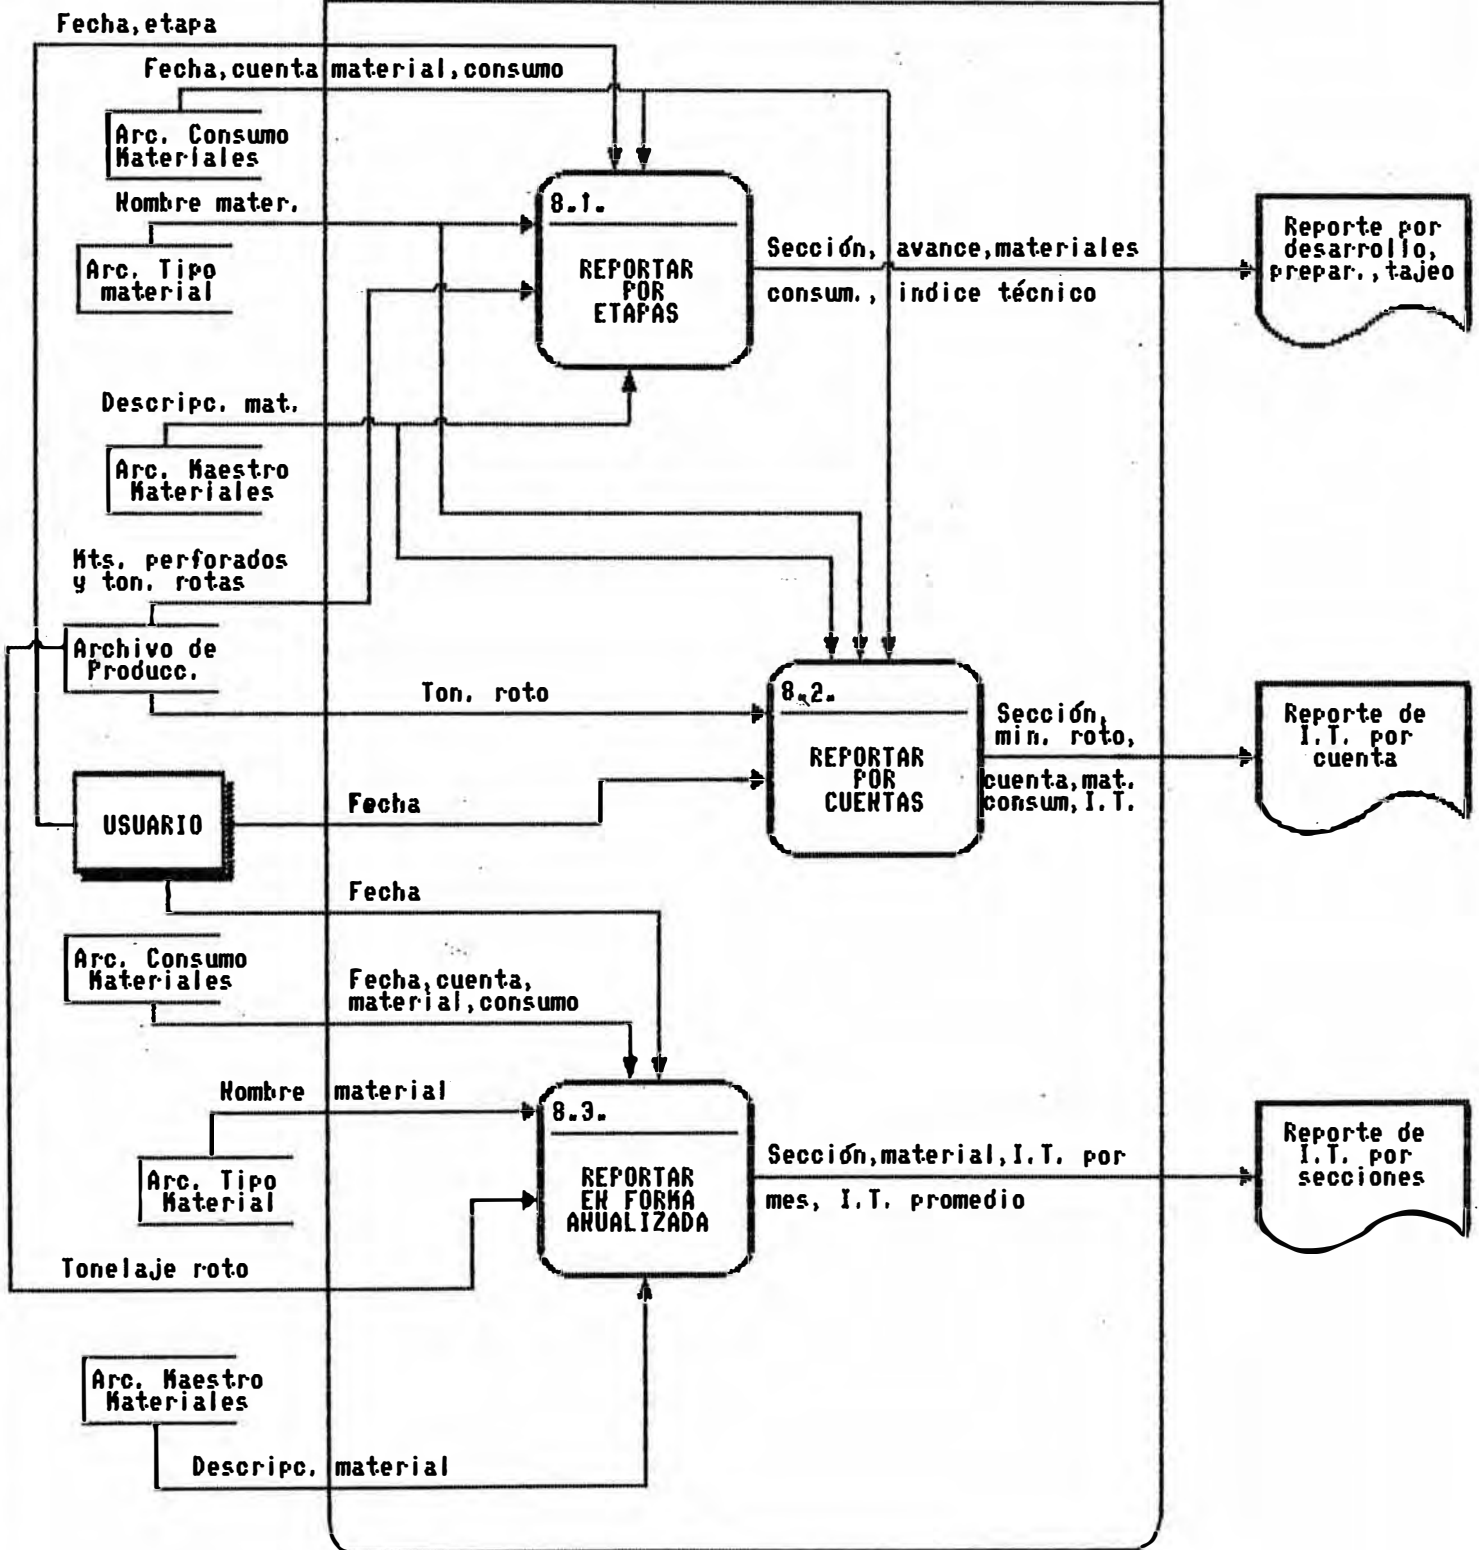 Fecha,etapa
Fecha,cuenta material,consumo
Arc. Consumo
Materiales
Nombre mater.
Arc. Tipo
material
8.1.
REPORTAR
POR
ETAPAS
Sección, avance,materiales
consum., indice técnico
Reporte por
desarrollo,
prepar.,tajeo
Descripc. mat.
Arc. Maestro
Materiales
Mts. perforados
y ton. rotas
Archivo de
Producc.
Ton. roto
8.2.
REPORTAR
POR
CUENTAS
Sección,
min. roto,
cuenta,mat.
consum,I.T.
Reporte de
I.T. por
cuenta
USUARIO
Fecha
Fecha
Arc. Consumo
Materiales
Fecha,cuenta,
material,consumo
Nombre material
Arc. Tipo
Material
8.3.
REPORTAR
EN FORMA
ANUALIZADA
Sección,material,I.T. por
mes, I.T. promedio
Reporte de
I.T. por
secciones
Tonelaje roto
Arc. Maestro
Materiales
Descripc. material